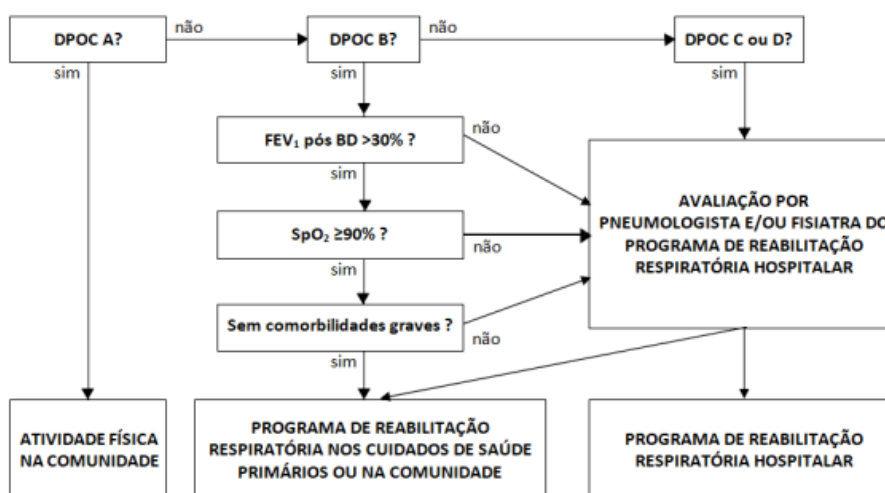 DPOC A?
não
DPOC B?
não
DPOC C ou D?
sim
sim
sim
FEV₁ pós BD >30% ?
não
sim
AVALIAÇÃO POR
PNEUMOLOGISTA E/OU FISIATRA DO
PROGRAMA DE REABILITAÇÃO
RESPIRATÓRIA HOSPITALAR
SpO₂ ≥90% ?
não
sim
Sem comorbilidades graves ?
não
sim
ATIVIDADE FÍSICA
NA COMUNIDADE
PROGRAMA DE REABILITAÇÃO
RESPIRATÓRIA NOS CUIDADOS DE SAÚDE
PRIMÁRIOS OU NA COMUNIDADE
PROGRAMA DE REABILITAÇÃO
RESPIRATÓRIA HOSPITALAR